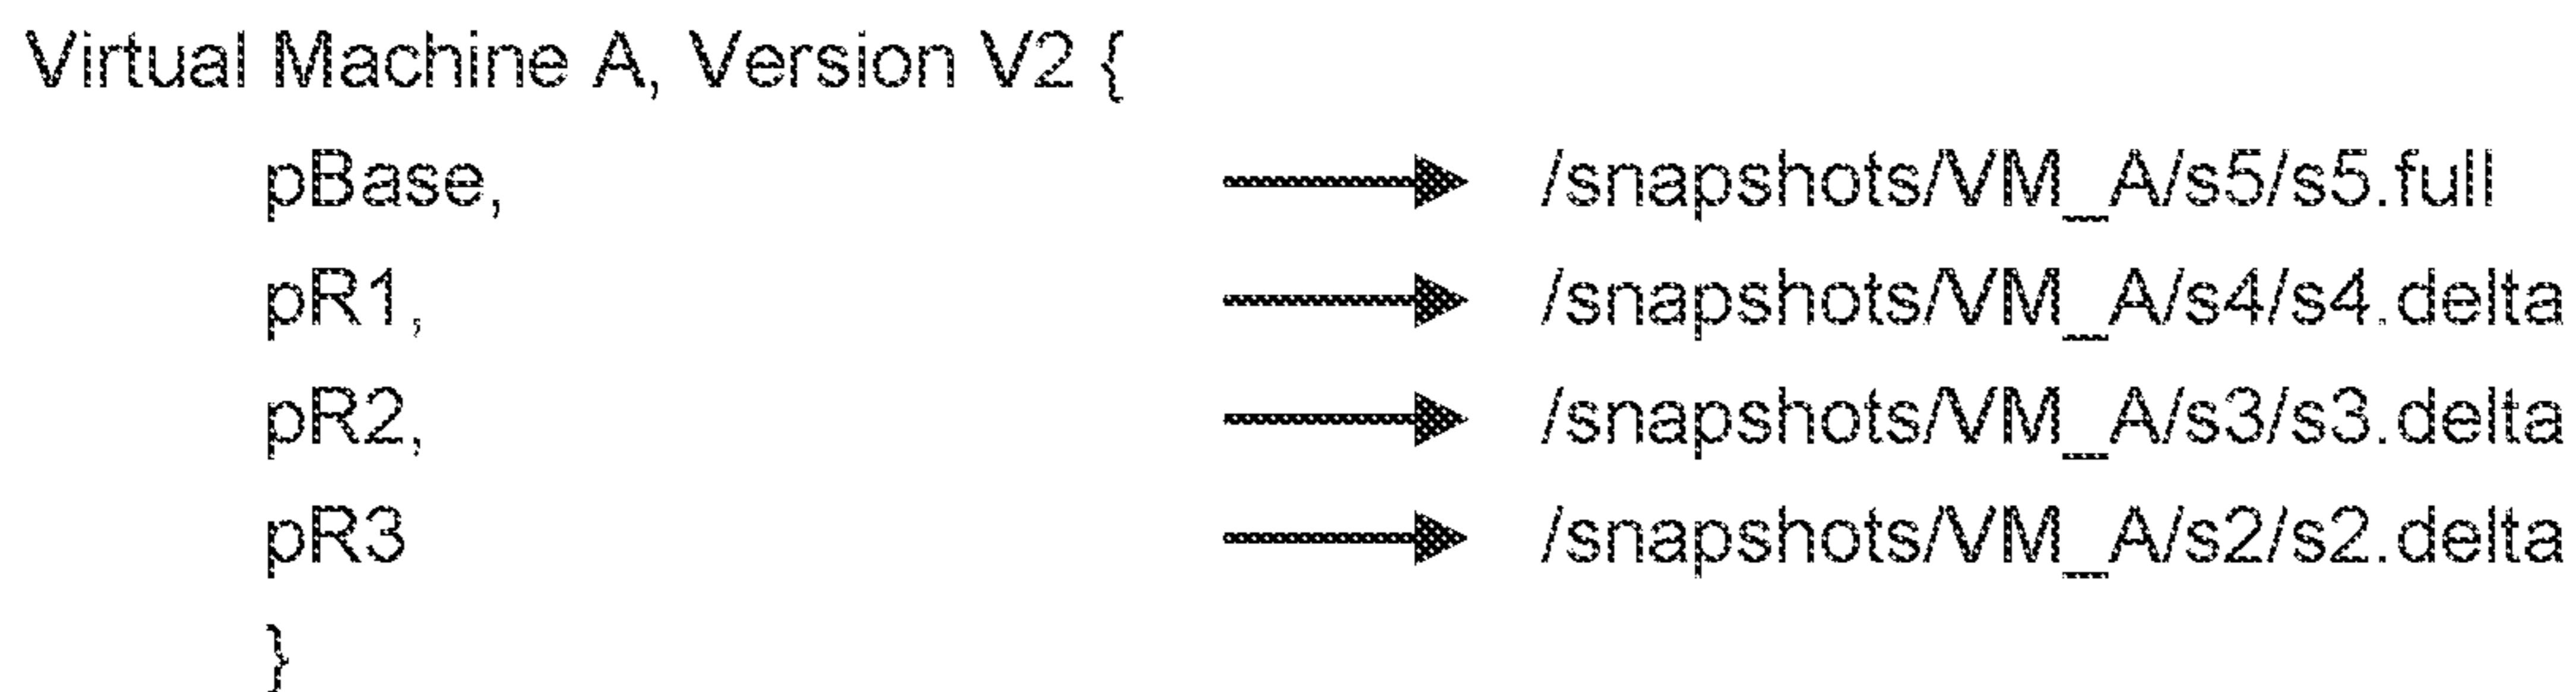 Virtual Machine A, Version V2 {
pBase, /snapshots/VM_A/s5/s5.full
pR1, /snapshots/VM_A/s4/s4.delta
pR2, /snapshots/VM_A/s3/s3.delta
pR3 /snapshots/VM_A/s2/s2.delta
}